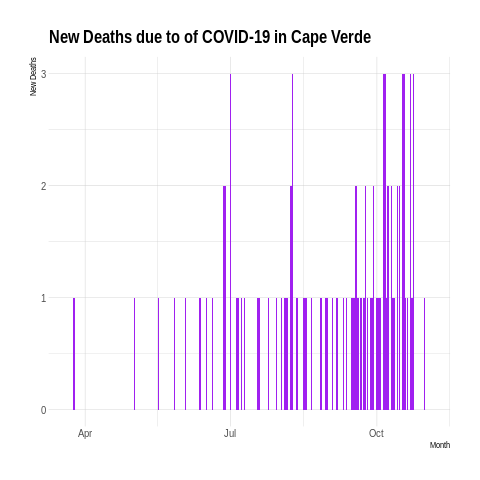 New Deaths due to of COVID-19 in Cape Verde
New Deaths
3
2
1
0
Apr Jul Oct
Month